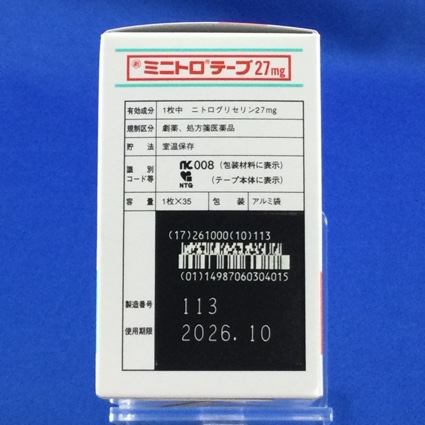 劇 ミニトロ®テープ27mg
有効成分 1枚中 ニトログリセリン27mg
規制区分 劇薬、処方箋医薬品
貯 法 室温保存
識 別 コード等 008 (包装材料に表示)
NTG (テープ本体に表示)
容 量 1枚×35 包 装 アルミ袋
(17)261000(10)113
(01)14987060304015
製造番号 113
使用期限 2026.10